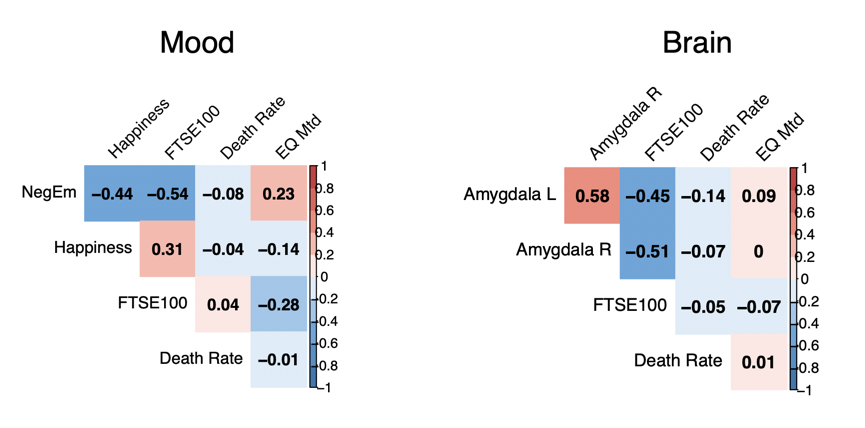 Mood
Happiness
FTSE100
Death Rate
EQ Mtd
NegEm −0.44 −0.54 −0.08 0.23
Happiness 0.31 −0.04 −0.14
FTSE100 0.04 −0.28
Death Rate −0.01
1
0.8
0.6
0.4
0.2
0
−0.2
−0.4
−0.6
−0.8
−1
Brain
Amygdala R
FTSE100
Death Rate
EQ Mtd
Amygdala L 0.58 −0.45 −0.14 0.09
Amygdala R −0.51 −0.07 0
FTSE100 −0.05 −0.07
Death Rate 0.01
1
0.8
0.6
0.4
0.2
0
−0.2
−0.4
−0.6
−0.8
−1